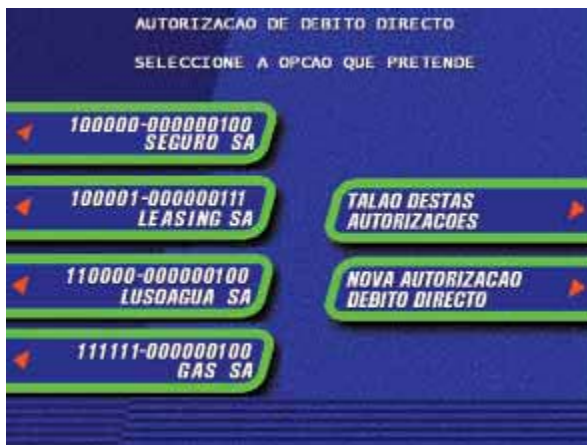 AUTORIZACAO DE DEBITO DIRECTO
SELECCIONE A OPCAO QUE PRETENDE
100000-000000100
SEGURO SA
100001-000000111
LEASING SA
110000-000000100
LUSOAGUA SA
111111-000000100
GAS SA
TALAO DESTAS
AUTORIZACOES
NOVA AUTORIZACAO
DEBITO DIRECTO